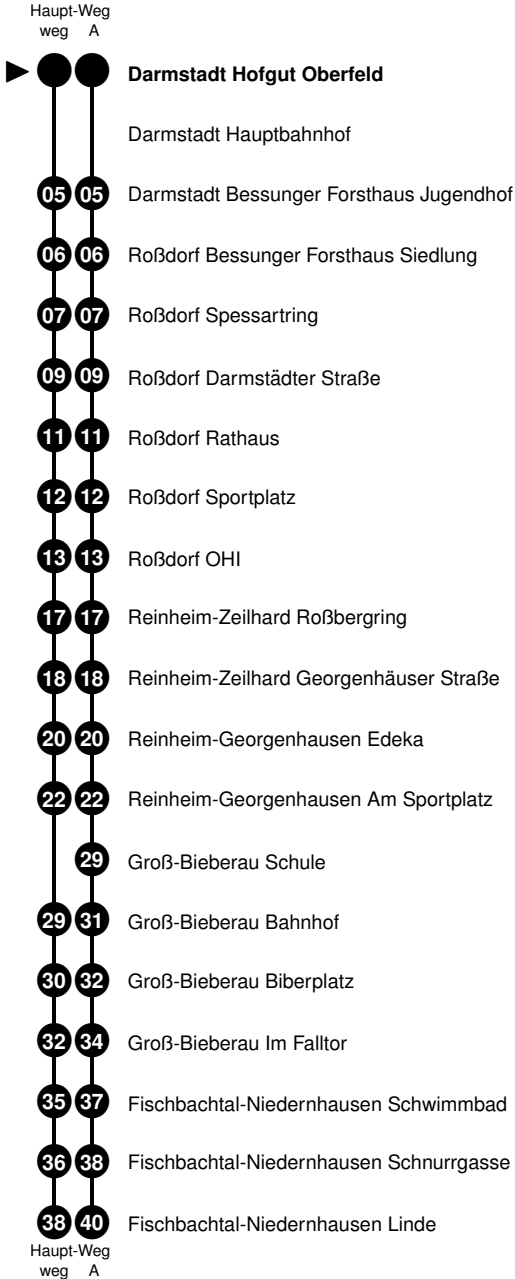 Haupt-Weg
weg A
Darmstadt Hofgut Oberfeld
Darmstadt Hauptbahnhof
05 05 Darmstadt Bessunger Forsthaus Jugendhof
06 06 Roßdorf Bessunger Forsthaus Siedlung
07 07 Roßdorf Spessartring
09 09 Roßdorf Darmstädter Straße
11 11 Roßdorf Rathaus
12 12 Roßdorf Sportplatz
13 13 Roßdorf OHI
17 17 Reinheim-Zeilhard Roßbergring
18 18 Reinheim-Zeilhard Georgenhäuser Straße
20 20 Reinheim-Georgenhausen Edeka
22 22 Reinheim-Georgenhausen Am Sportplatz
29 Groß-Bieberau Schule
29 31 Groß-Bieberau Bahnhof
30 32 Groß-Bieberau Biberplatz
32 34 Groß-Bieberau Im Falltor
35 37 Fischbachtal-Niedernhausen Schwimmbad
36 38 Fischbachtal-Niedernhausen Schnurrgasse
38 40 Fischbachtal-Niedernhausen Linde
Haupt-Weg
weg A